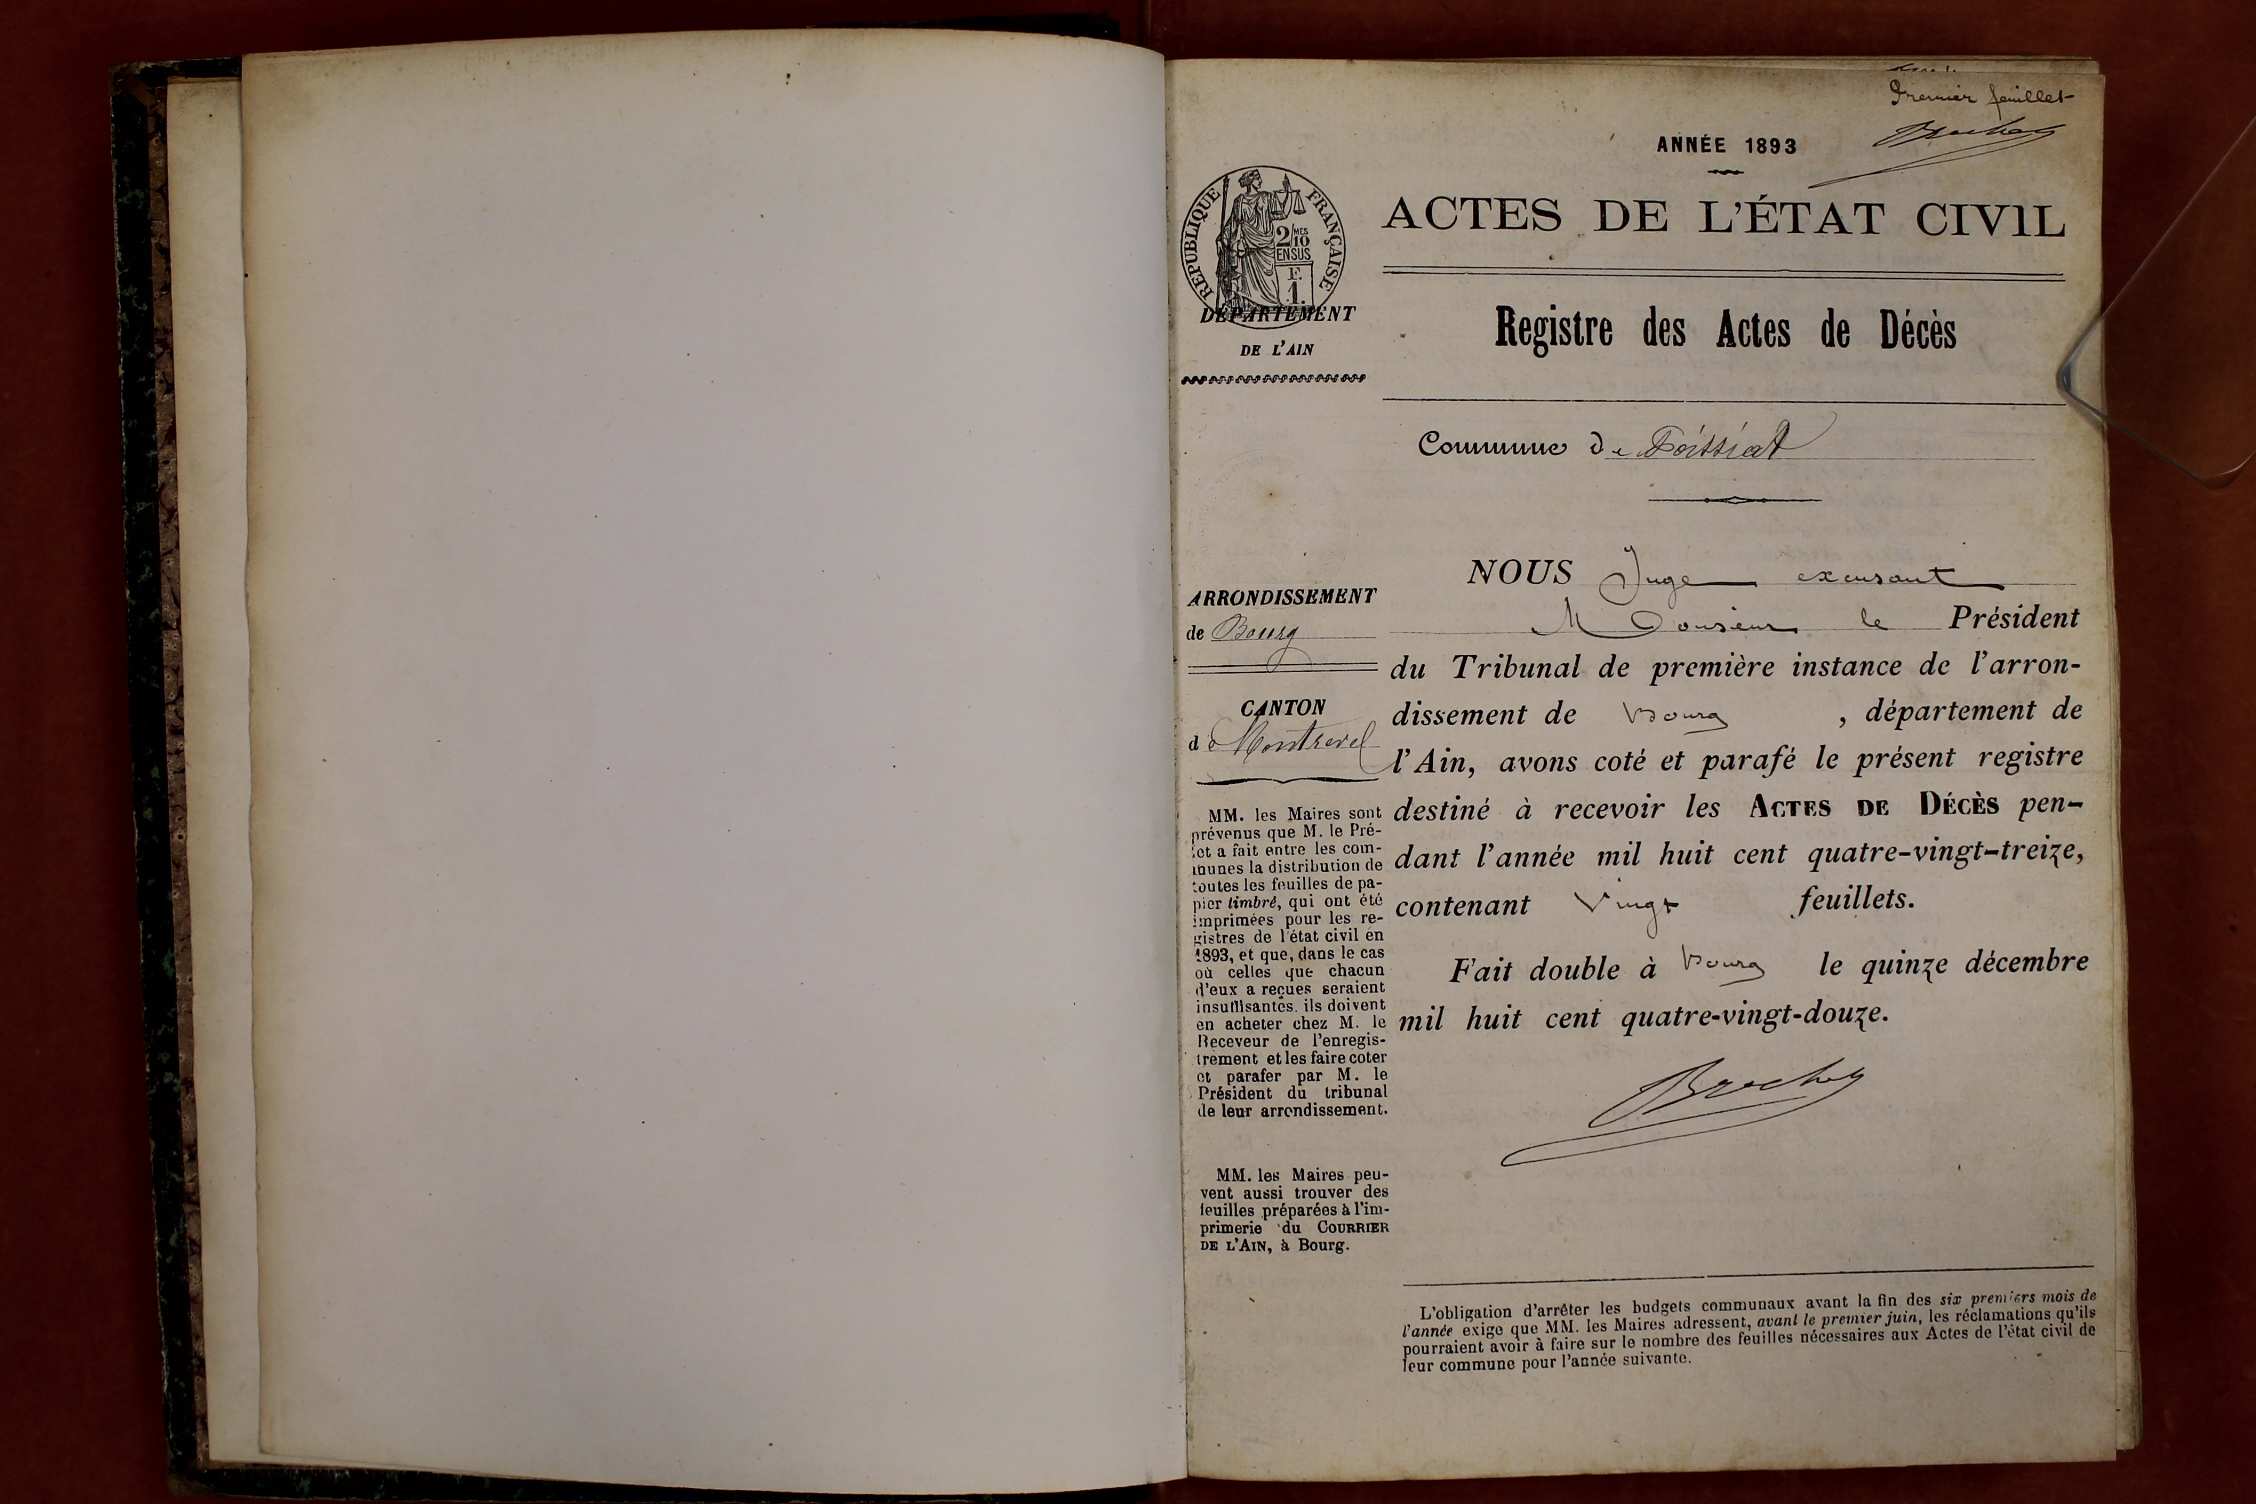 Premier feuillet
ANNÉE 1893
ACTES DE L'ÉTAT CIVIL
RÉPUBLIQUE FRANÇAISE
2/10 MES
EN SUS
F.
1.
DÉPARTEMENT
DE L'AIN
Registre des Actes de Décès
Commune de Foissiat
NOUS Juge excusant
Monsieur le Président
du Tribunal de première instance de l'arron-
dissement de Bourg , département de
l'Ain, avons coté et parafé le présent registre
destiné à recevoir les ACTES DE DÉCÈS pen-
dant l'année mil huit cent quatre-vingt-treize,
contenant Vingt feuillets.
Fait double à Bourg le quinze décembre
mil huit cent quatre-vingt-douze.
ARRONDISSEMENT
de Bourg
CANTON
de Montrevel
MM. les Maires sont
prévenus que M. le Pré-
fet a fait entre les com-
munes la distribution de
toutes les feuilles de pa-
pier timbré, qui ont été
imprimées pour les re-
gistres de l'état civil en
1893, et que, dans le cas
où celles que chacun
d'eux a reçues seraient
insuffisantes, ils doivent
en acheter chez M. le
Receveur de l'enregis-
trement et les faire coter
et parafer par M. le
Président du tribunal
de leur arrondissement.
MM. les Maires peu-
vent aussi trouver des
feuilles préparées à l'im-
primerie du COURRIER
DE L'AIN, à Bourg.
L'obligation d'arrêter les budgets communaux avant la fin des six premiers mois de
l'année exige que MM. les Maires adressent, avant le premier juin, les réclamations qu'ils
pourraient avoir à faire sur le nombre des feuilles nécessaires aux Actes de l'état civil de
leur commune pour l'année suivante.